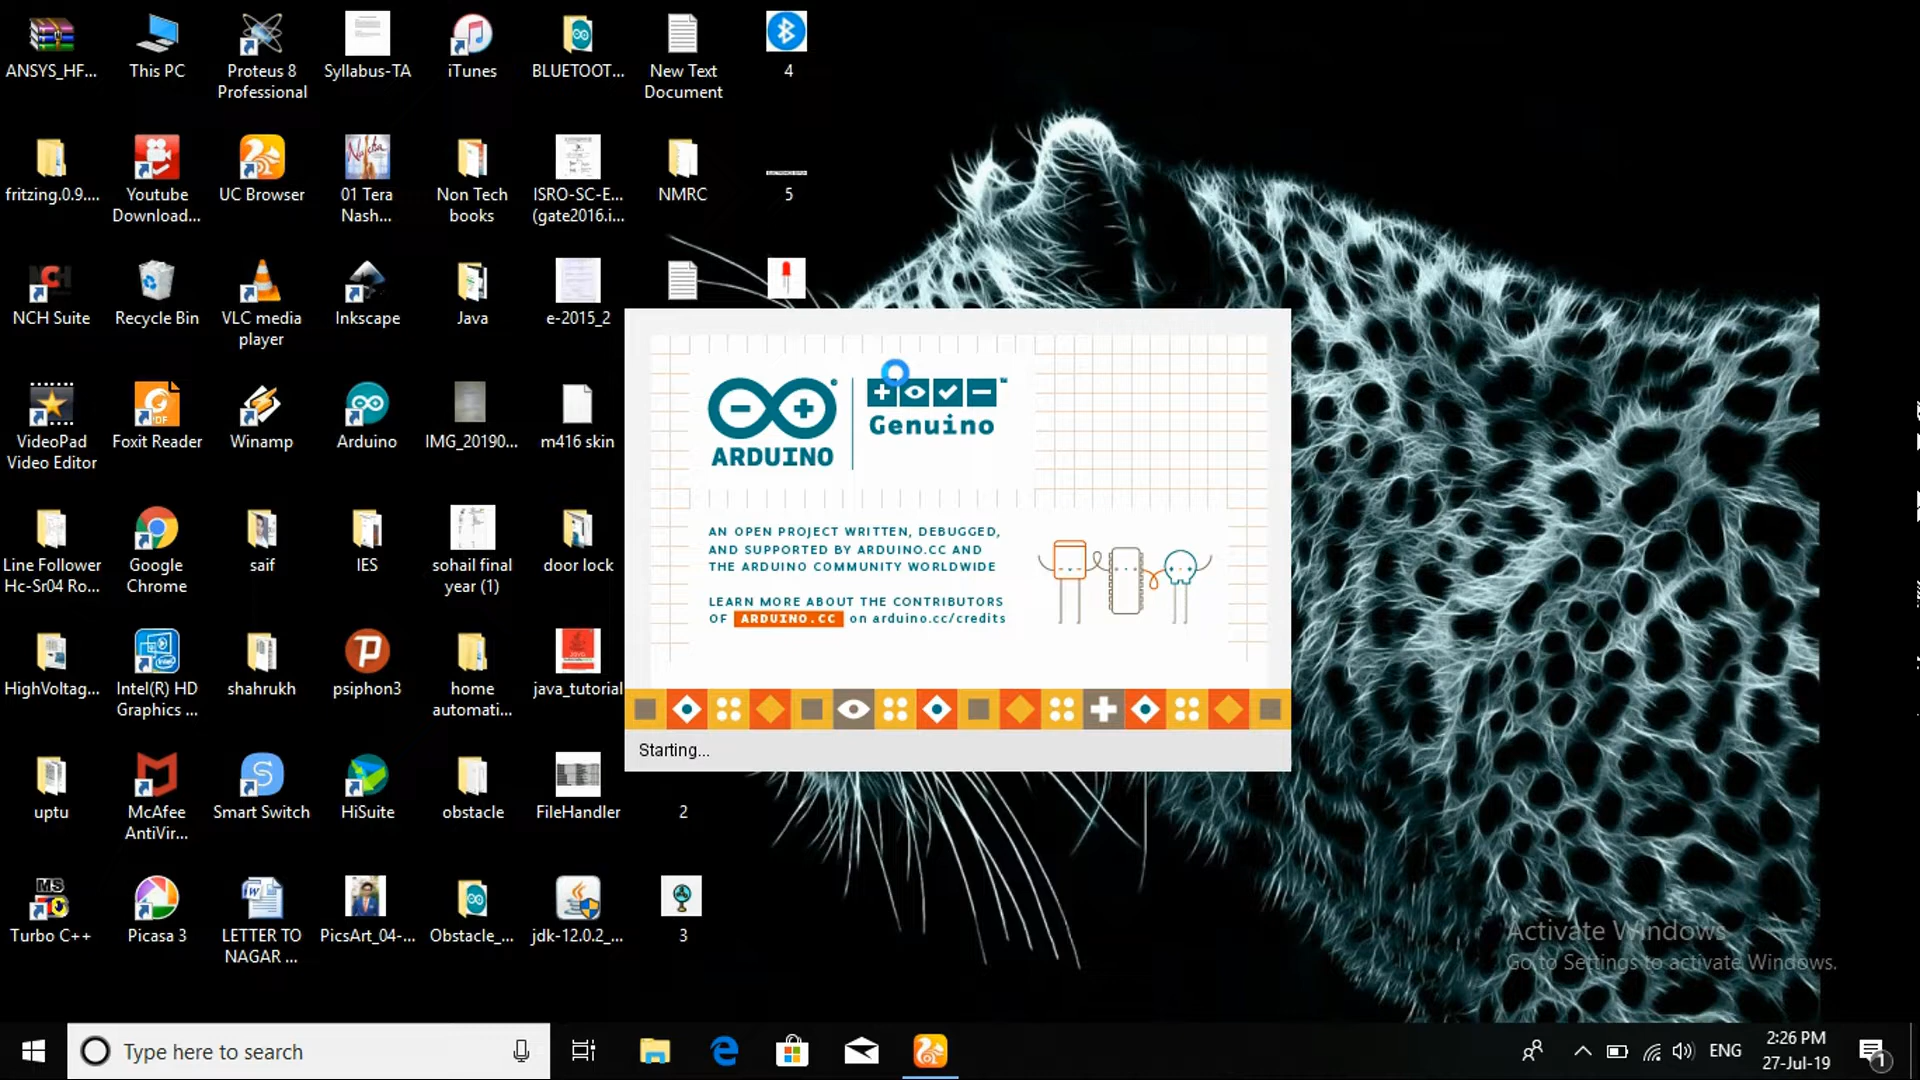 ANSYS_HF...
This PC
Proteus 8
Professional
Syllabus-TA
iTunes
BLUETOOT...
New Text
Document
4
fritzing.0.9....
Youtube
Download...
UC Browser
01 Tera
Nash...
Non Tech
books
ISRO-SC-E...
(gate2016.i...
NMRC
5
NCH Suite
Recycle Bin
VLC media
player
Inkscape
Java
e-2015_2
VideoPad
Video Editor
Foxit Reader
Winamp
Arduino
IMG_20190...
m416 skin
Line Follower
Hc-Sr04 Ro...
Google
Chrome
saif
IES
sohail final
year (1)
door lock
HighVoltag...
Intel(R) HD
Graphics ...
shahrukh
psiphon3
home
automati...
java_tutorial
uptu
McAfee
AntiVir...
Smart Switch
HiSuite
obstacle
FileHandler
2
Turbo C++
Picasa 3
LETTER TO
NAGAR ...
PicsArt_04-...
Obstacle_...
jdk-12.0.2_...
3
ARDUINO
Genuino
™
AN OPEN PROJECT WRITTEN, DEBUGGED,
AND SUPPORTED BY ARDUINO.CC AND
THE ARDUINO COMMUNITY WORLDWIDE
LEARN MORE ABOUT THE CONTRIBUTORS
OF ARDUINO.CC on arduino.cc/credits
Starting...
Activate Windows
Go to Settings to activate Windows.
Type here to search
ENG
2:26 PM
27-Jul-19
1